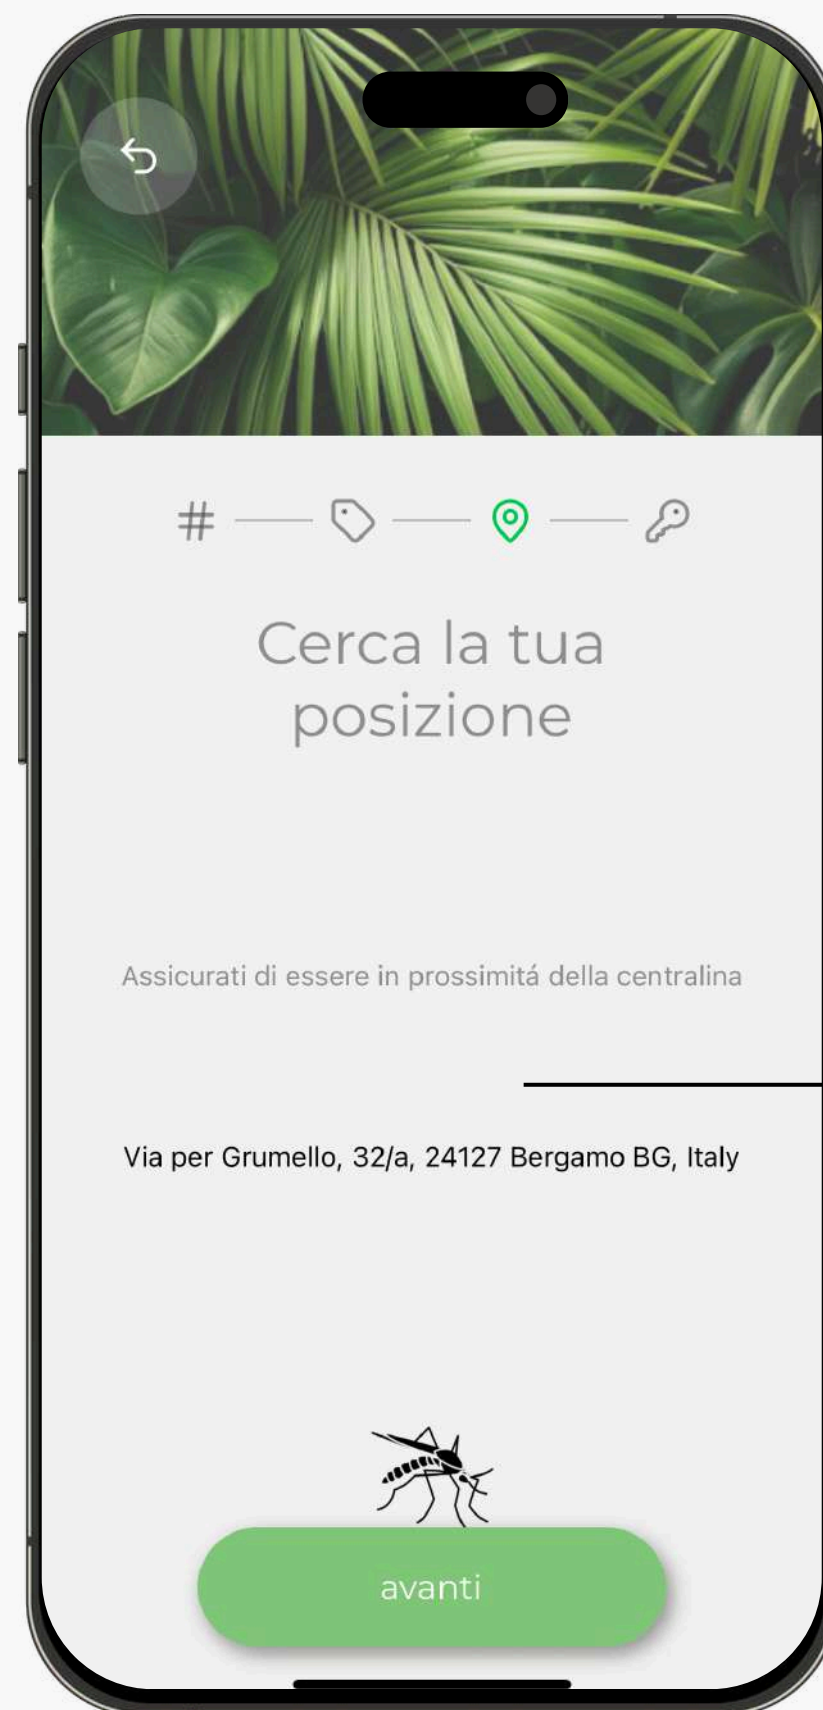 Cerca la tua
posizione
Assicurati di essere in prossimitá della centralina
Via per Grumello, 32/a, 24127 Bergamo BG, Italy
avanti